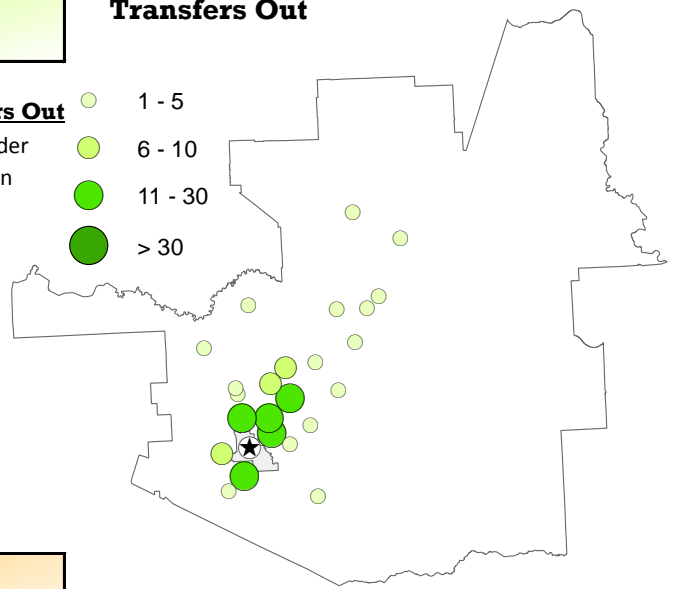 Transfers Out
rs Out
der
n
1 - 5
6 - 10
11 - 30
> 30